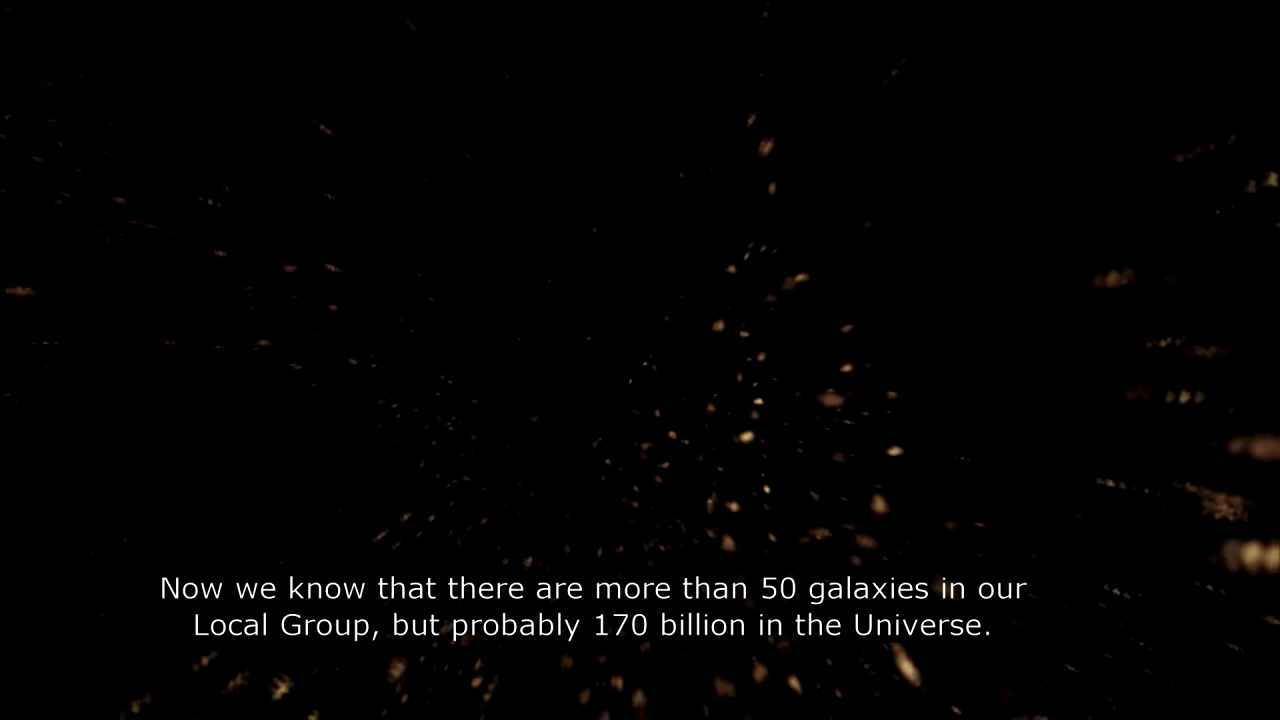 Now we know that there are more than 50 galaxies in our
Local Group, but probably 170 billion in the Universe.